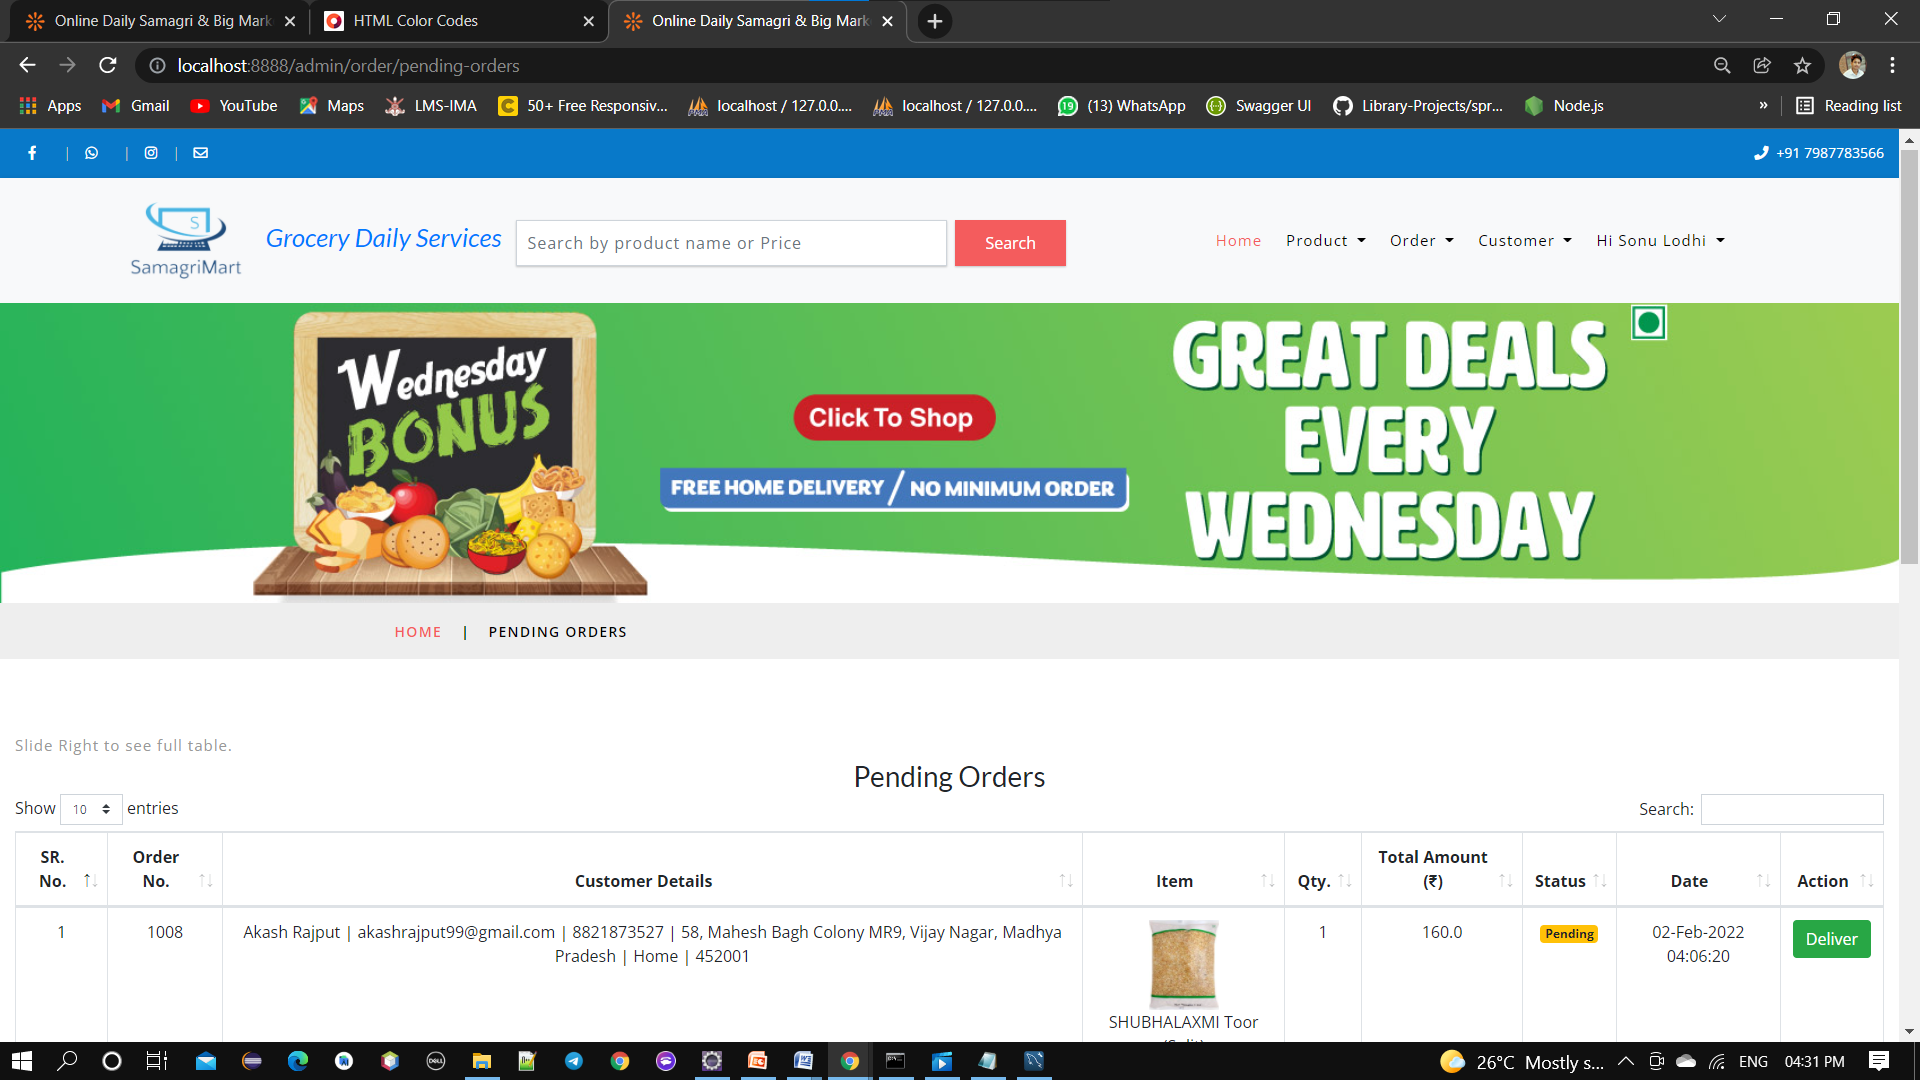 Online Daily Samagri & Big Mark
HTML Color Codes
Online Daily Samagri & Big Mark
localhost:8888/admin/order/pending-orders
Apps
Gmail
YouTube
Maps
LMS-IMA
50+ Free Responsiv...
localhost / 127.0.0....
localhost / 127.0.0....
(13) WhatsApp
Swagger UI
Library-Projects/spr...
Node.js
»
Reading list
| | |
+91 7987783566
S
SamagriMart
Grocery Daily Services
Search by product name or Price
Search
Home
Product
Order
Customer
Hi Sonu Lodhi
Wednesday
BONUS
Click To Shop
FREE HOME DELIVERY / NO MINIMUM ORDER
GREAT DEALS
EVERY
WEDNESDAY
HOME | PENDING ORDERS
Slide Right to see full table.
Pending Orders
Show 10 entries
Search:
SR. No.
Order No.
Customer Details
Item
Qty.
Total Amount (₹)
Status
Date
Action
1
1008
Akash Rajput | akashrajput99@gmail.com | 8821873527 | 58, Mahesh Bagh Colony MR9, Vijay Nagar, Madhya
Pradesh | Home | 452001
SHUBHALAXMI Toor
1
160.0
Pending
02-Feb-2022
04:06:20
Deliver
26°C Mostly s...
ENG
04:31 PM